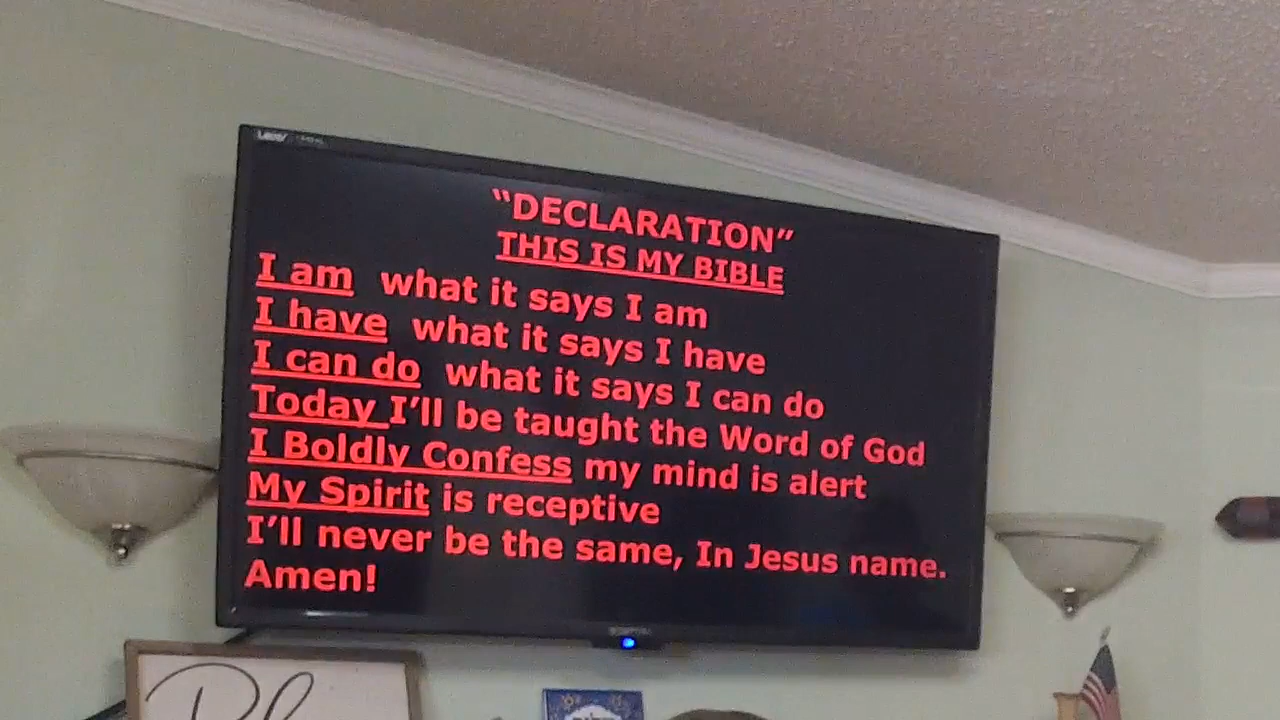 “DECLARATION”
THIS IS MY BIBLE
I am what it says I am
I have what it says I have
I can do what it says I can do
Today I’ll be taught the Word of God
I Boldly Confess my mind is alert
My Spirit is receptive
I’ll never be the same, In Jesus name.
Amen!